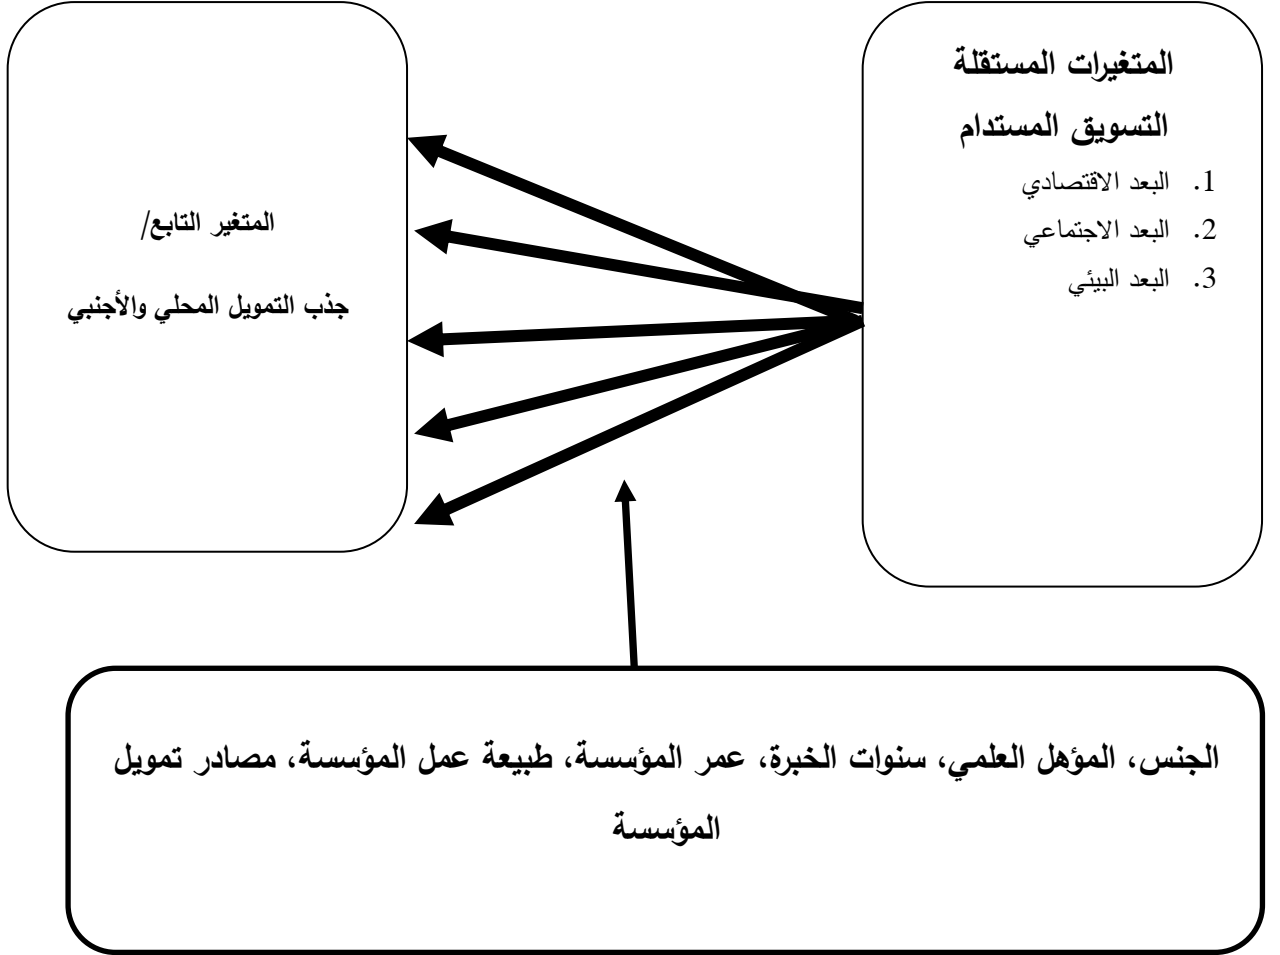 المتغيرات المستقلة
التسويق المستدام
1. البعد الاقتصادي
2. البعد الاجتماعي
3. البعد البيئي
المتغير التابع/
جذب التمويل المحلي والأجنبي
الجنس، المؤهل العلمي، سنوات الخبرة، عمر المؤسسة، طبيعة عمل المؤسسة، مصادر تمويل
المؤسسة